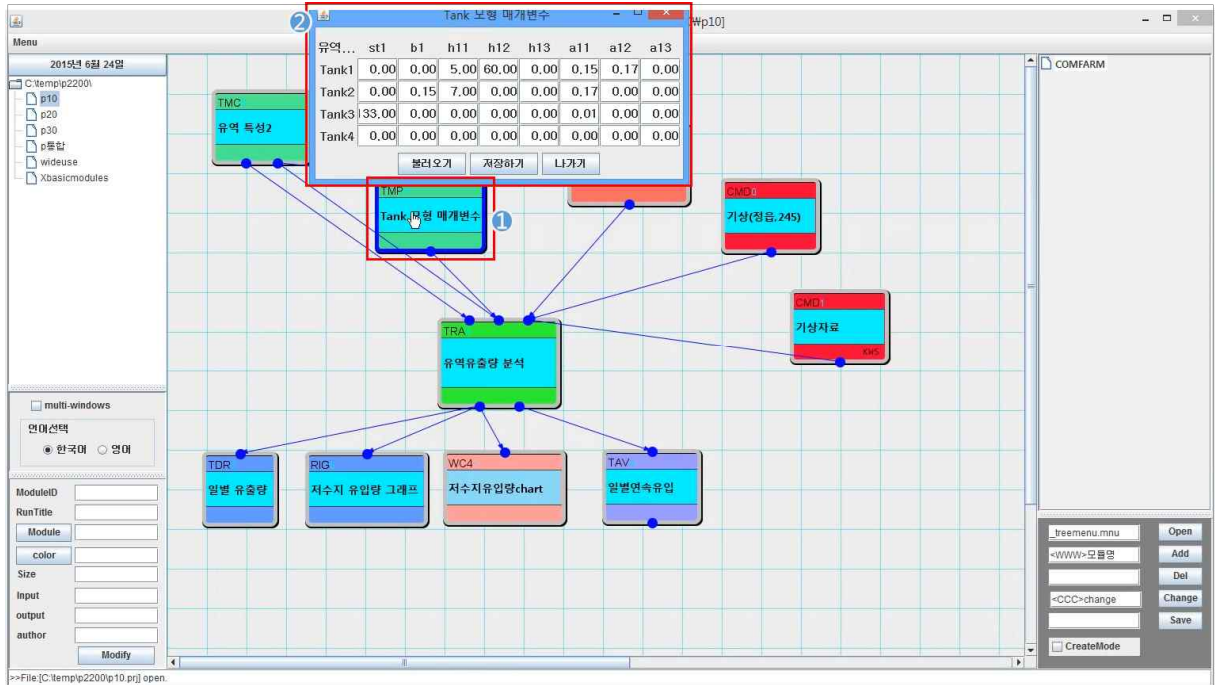 ₩p10]
Menu
2015년 6월 24일
C:\temp\p2200\
p10
p20
p30
p통합
wideuse
Xbasicmodules
multi-windows
언어선택
한국어 영어
ModuleID
RunTitle
Module
color
Size
Input
output
author
Modify
2
Tank 모형 매개변수
유역... st1 b1 h11 h12 h13 a11 a12 a13
Tank1 0,00 0,00 5,00 60,00 0,00 0,15 0,17 0,00
Tank2 0,00 0,15 7,00 0,00 0,00 0,17 0,00 0,00
Tank3 133,00 0,00 0,00 0,00 0,00 0,01 0,00 0,00
Tank4 0,00 0,00 0,00 0,00 0,00 0,00 0,00 0,00
불러오기 저장하기 나가기
TMC
유역 특성2
TMP
Tank 모형 매개변수
1
CMD0
기상(정읍,245)
CMD1
기상자료
KWS
TRA
유역유출량 분석
TDR
일별 유출량
RIG
저수지 유입량 그래프
WC4
저수지유입량chart
TAV
일별연속유입
COMFARM
_treemenu.mnu Open
<WWW>모듈명 Add
Del
<CCC>change Change
Save
CreateMode
>>File:[C:\temp\p2200\p10.prj] open.